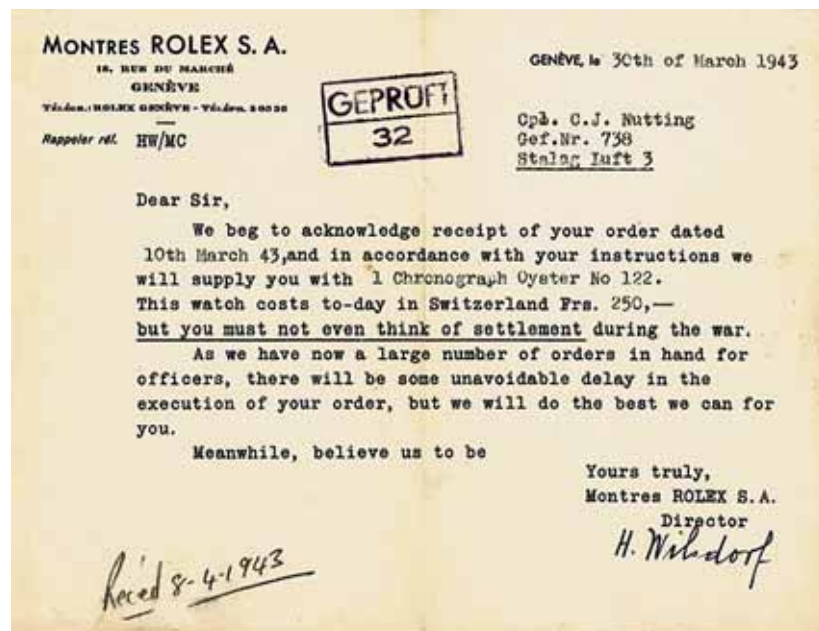 MONTRES ROLEX S. A.
18, RUE DU MARCHÉ
GENÈVE
Télégr.: ROLEX GENÈVE - Téléph.
Rappeler réf. HW/MC
GEPRÜFT
32
GENÈVE, le 30th of March 1943
Cpl. C.J. Nutting
Gef.Nr. 738
Stalag Luft 3
Dear Sir,
We beg to acknowledge receipt of your order dated
10th March 43,and in accordance with your instructions we
will supply you with 1 Chronograph Oyster No 122.
This watch costs to-day in Switzerland Frs. 250,—
but you must not even think of settlement during the war.
As we have now a large number of orders in hand for
officers, there will be some unavoidable delay in the
execution of your order, but we will do the best we can for
you.
Meanwhile, believe us to be
Yours truly,
Montres ROLEX S.A.
Director
H. Wilsdorf
Rec'ed 8-4-1943